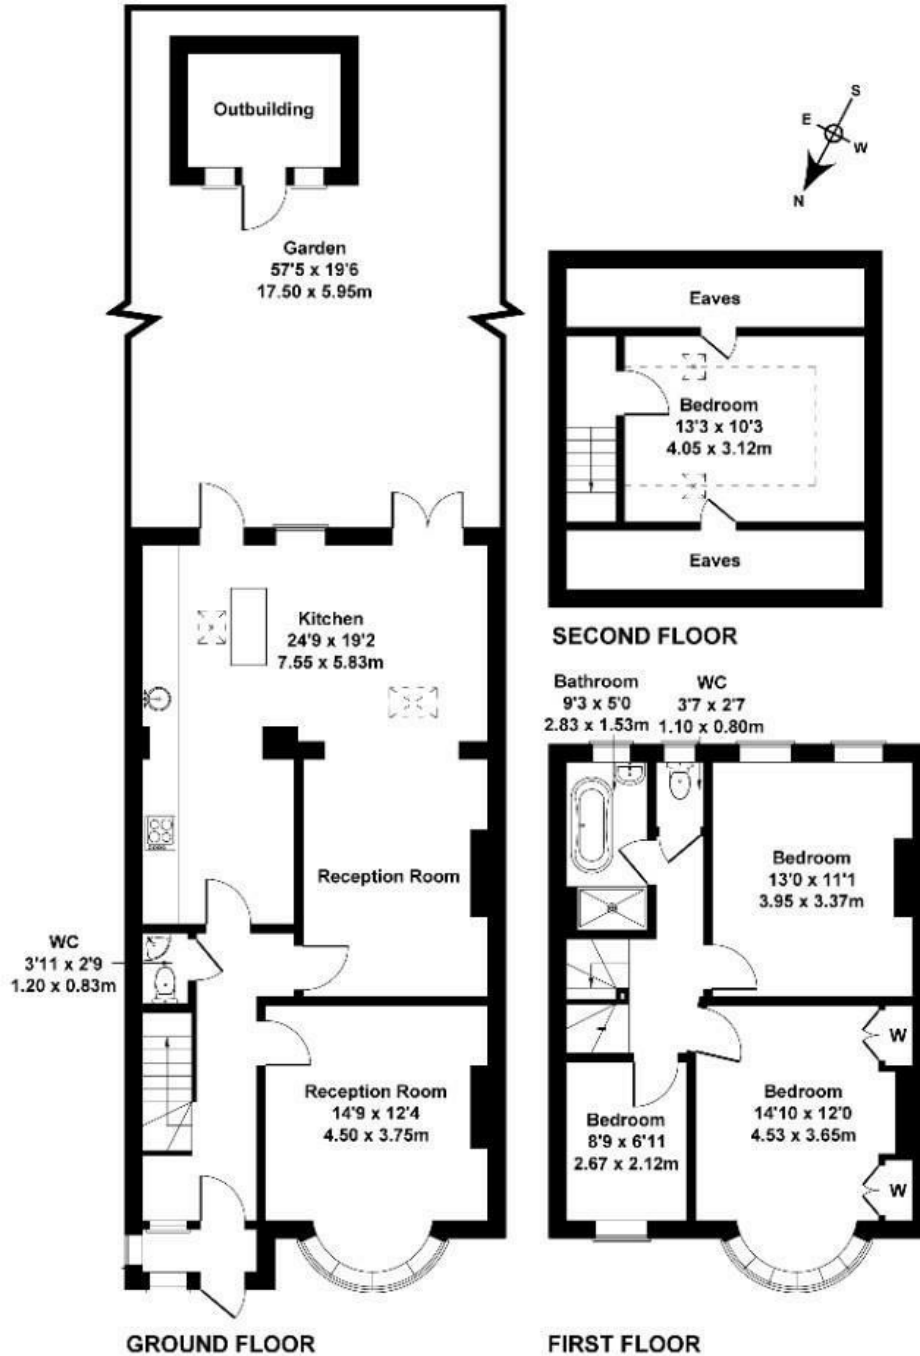 Outbuilding
Garden
57'5 x 19'6
17.50 x 5.95m
S
E
W
N
Eaves
Bedroom
13'3 x 10'3
4.05 x 3.12m
Eaves
SECOND FLOOR
Kitchen
24'9 x 19'2
7.55 x 5.83m
Reception Room
WC
3'11 x 2'9
1.20 x 0.83m
Reception Room
14'9 x 12'4
4.50 x 3.75m
GROUND FLOOR
Bathroom
9'3 x 5'0
2.83 x 1.53m
WC
3'7 x 2'7
1.10 x 0.80m
Bedroom
13'0 x 11'1
3.95 x 3.37m
W
Bedroom
14'10 x 12'0
4.53 x 3.65m
Bedroom
8'9 x 6'11
2.67 x 2.12m
W
FIRST FLOOR